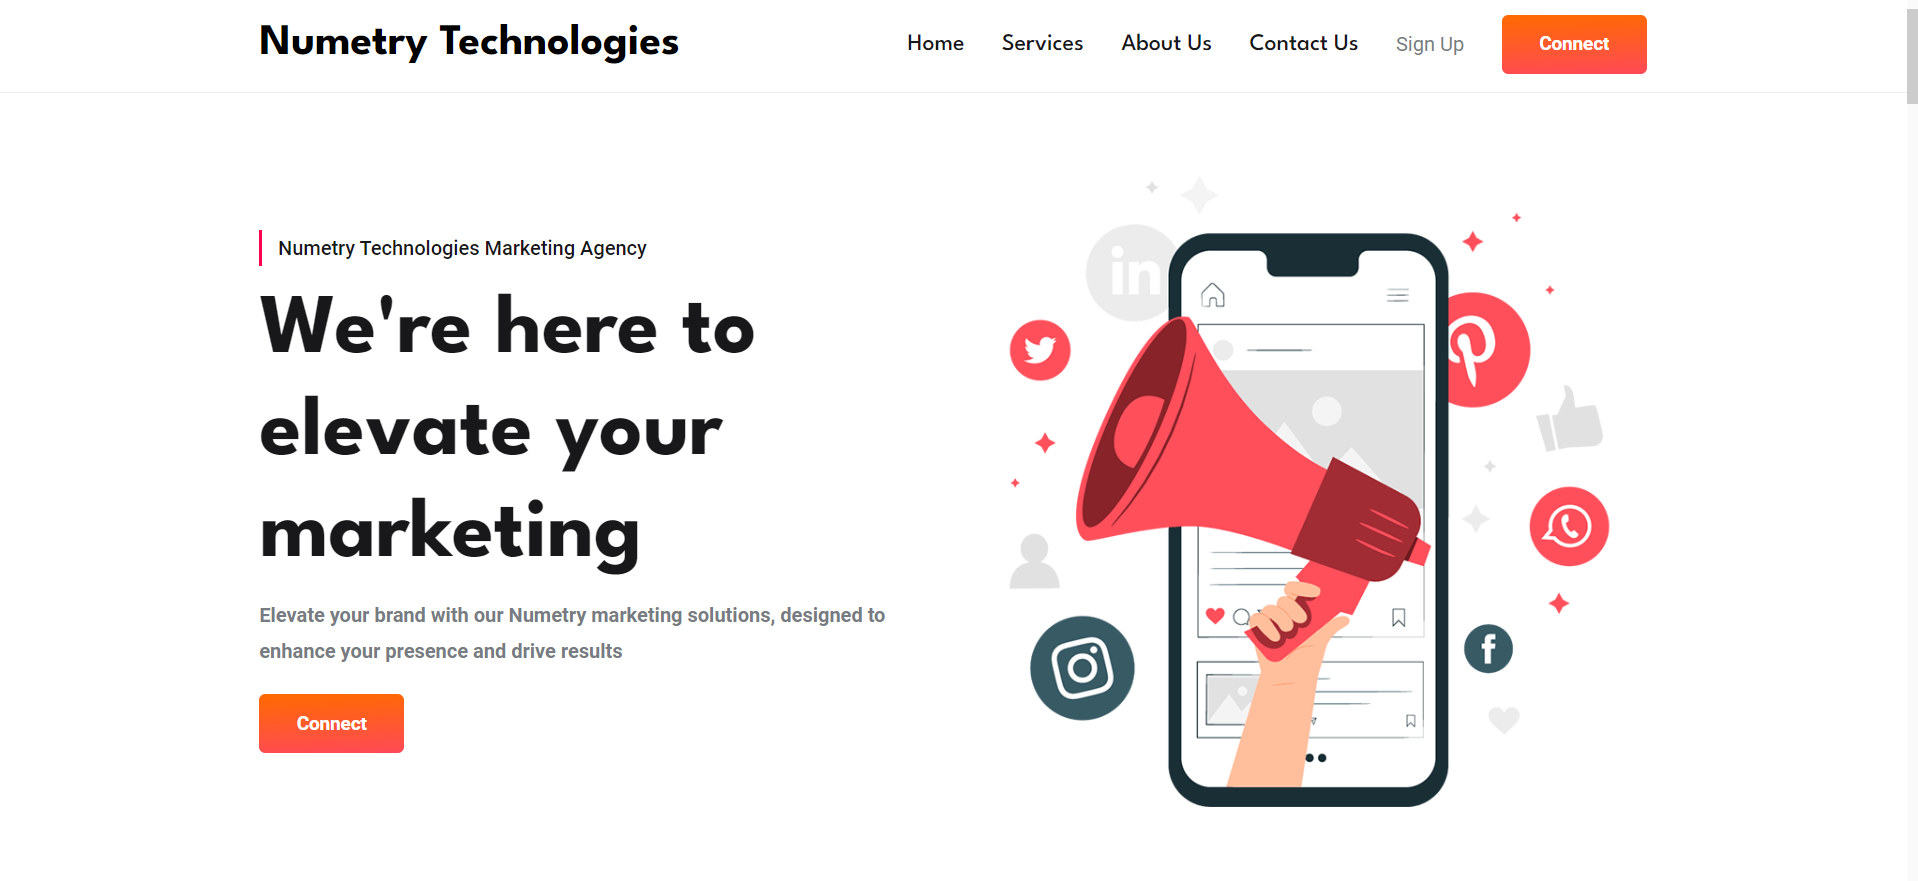 Numetry Technologies
Home Services About Us Contact Us Sign Up Connect
Numetry Technologies Marketing Agency
We're here to
elevate your
marketing
Elevate your brand with our Numetry marketing solutions, designed to
enhance your presence and drive results
Connect
in